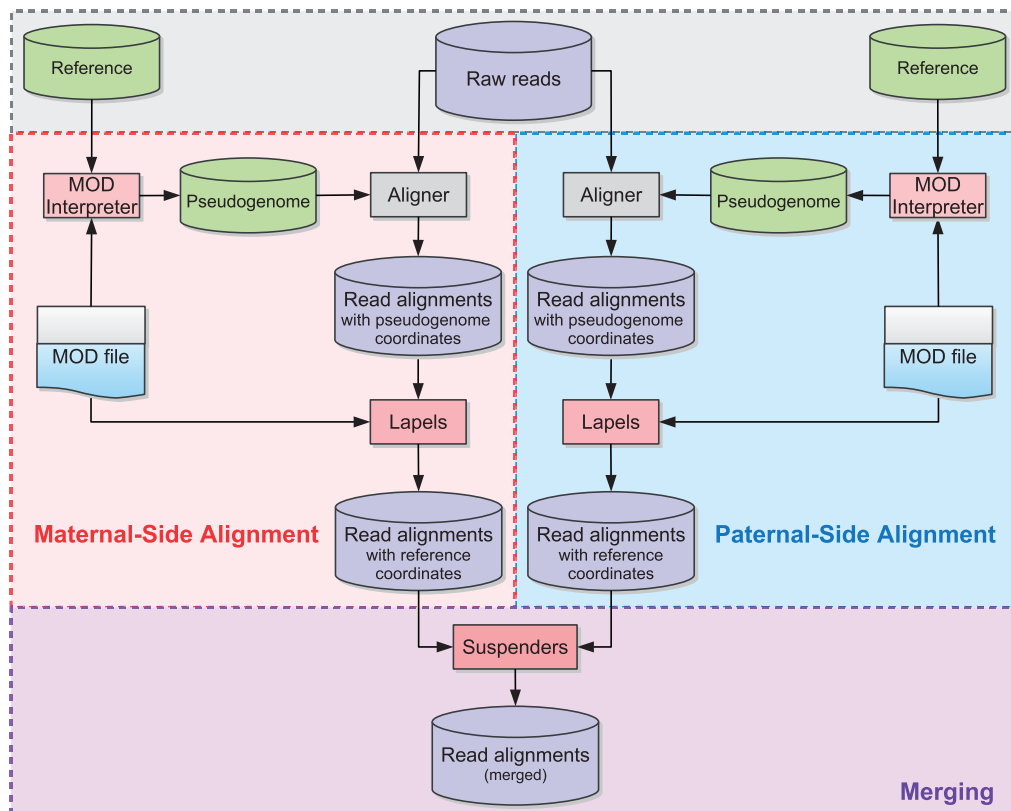 Reference
Raw reads
Reference
MOD
Interpreter
Pseudogenome
Aligner
Aligner
Pseudogenome
MOD
Interpreter
Read alignments
with pseudogenome
coordinates
Read alignments
with pseudogenome
coordinates
MOD file
MOD file
Lapels
Lapels
Maternal-Side Alignment
Read alignments
with reference
coordinates
Read alignments
with reference
coordinates
Paternal-Side Alignment
Suspenders
Read alignments
(merged)
Merging